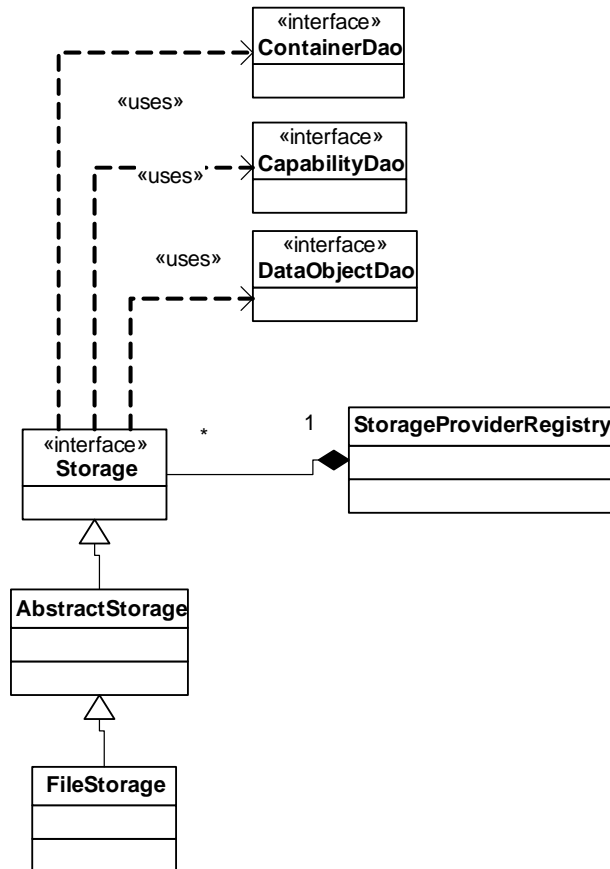 «interface»
ContainerDao
«uses»
«interface»
CapabilityDao
«uses»
«interface»
DataObjectDao
«uses»
«interface»
Storage
*
1
StorageProviderRegistry
AbstractStorage
FileStorage